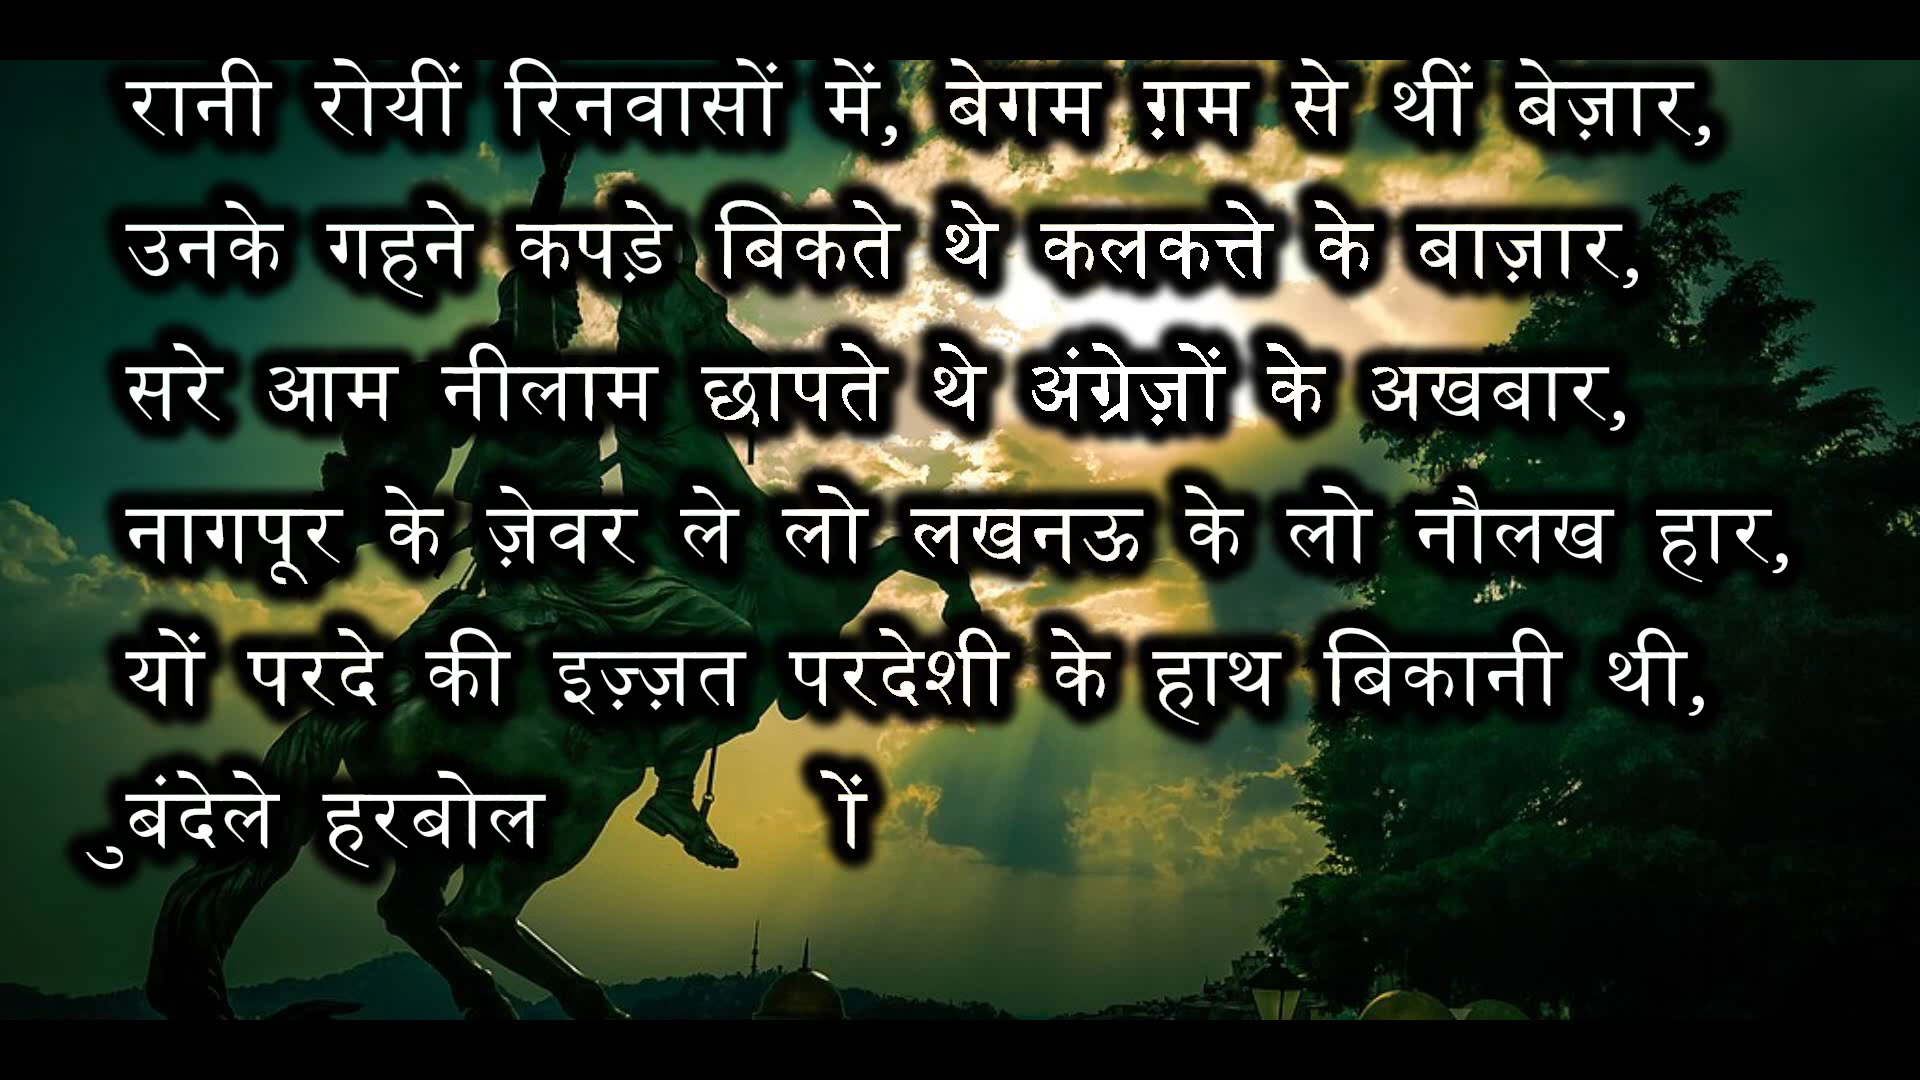 रानी रोयीं रिनवासों में, बेगम ग़म से थीं बेज़ार,
उनके गहने कपड़े बिकते थे कलकत्ते के बाज़ार,
सरे आम नीलाम छापते थे अंग्रेज़ों के अखबार,
नागपूर के ज़ेवर ले लो लखनऊ के लो नौलख हार,
यों परदे की इज़्ज़त परदेशी के हाथ बिकानी थी,
बुंदेले हरबोल ों